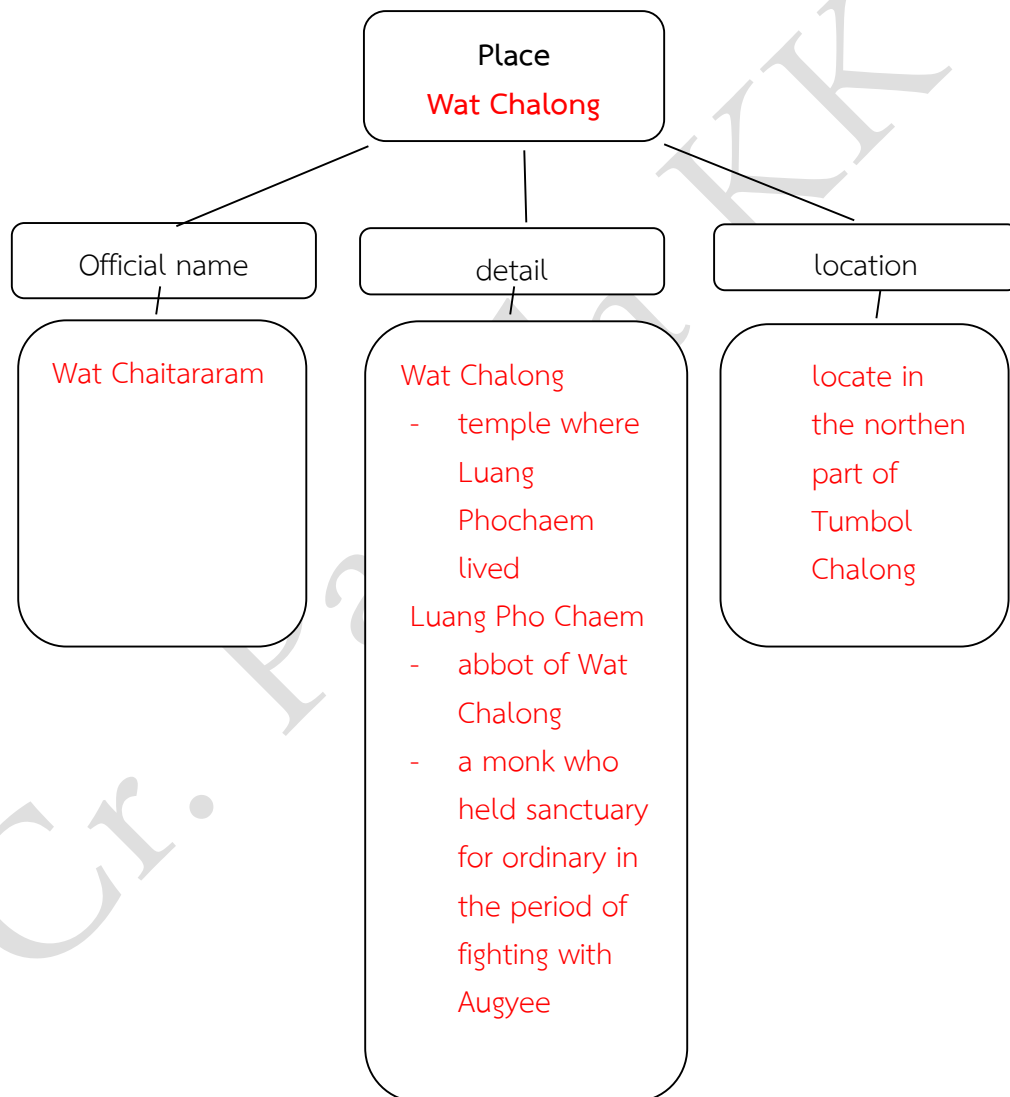 Place
Wat Chalong
Official name
detail
location
Wat Chaitararam
Wat Chalong
- temple where
Luang
Phochaem
lived
Luang Pho Chaem
- abbot of Wat
Chalong
- a monk who
held sanctuary
for ordinary in
the period of
fighting with
Augyee
locate in
the northen
part of
Tumbol
Chalong
Cr.
KK